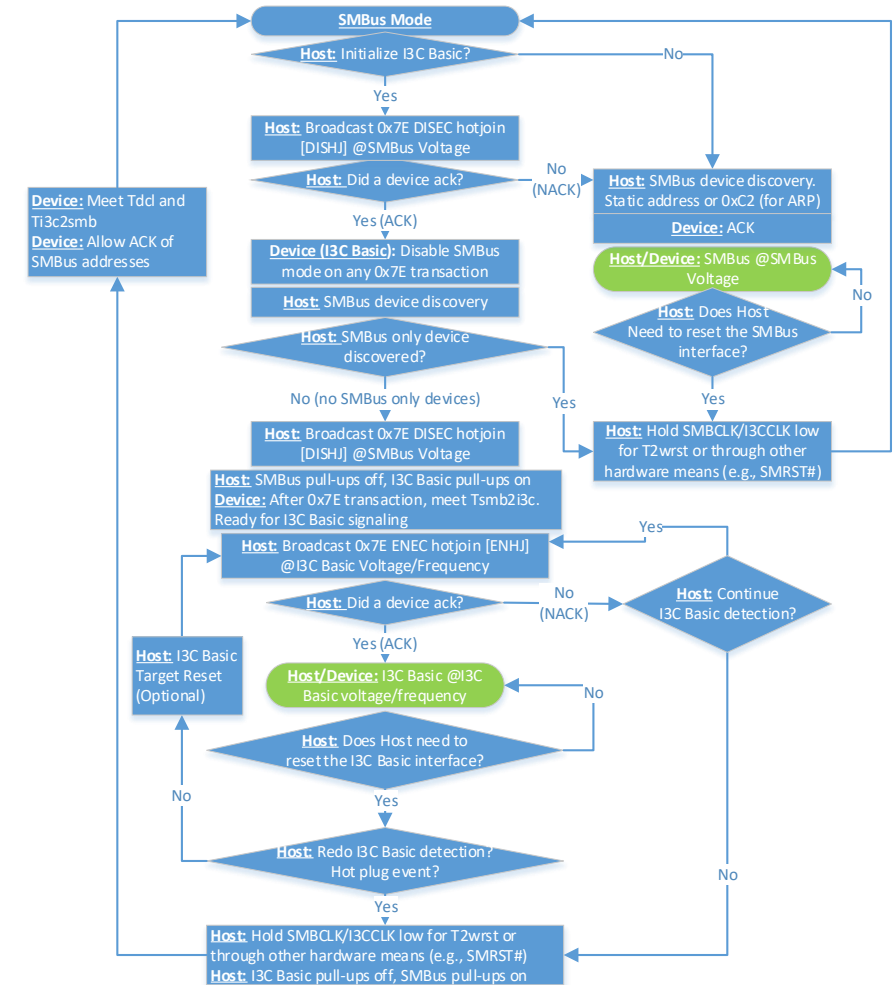 SMBus Mode
Host: Initialize I3C Basic?
No
Yes
Host: Broadcast 0x7E DISEC hotjoin
[DISHJ] @SMBus Voltage
Host: Did a device ack?
No
(NACK)
Host: SMBus device discovery.
Static address or 0xC2 (for ARP)
Device: ACK
Device: Meet Tdcl and
Ti3c2smb
Device: Allow ACK of
SMBus addresses
Yes (ACK)
Device (I3C Basic): Disable SMBus
mode on any 0x7E transaction
Host/Device: SMBus @SMBus
Voltage
No
Host: SMBus device discovery
Host: Does Host
Need to reset the SMBus
interface?
Host: SMBus only device
discovered?
No (no SMBus only devices)
Yes
Yes
Host: Broadcast 0x7E DISEC hotjoin
[DISHJ] @SMBus Voltage
Host: Hold SMBCLK/I3CCLK low
for T2wrst or through other
hardware means (e.g., SMRST#)
Host: SMBus pull-ups off, I3C Basic pull-ups on
Device: After 0x7E transaction, meet Tsmb2i3c.
Ready for I3C Basic signaling
Yes
Host: Broadcast 0x7E ENEC hotjoin [ENHJ]
@I3C Basic Voltage/Frequency
Host: Did a device ack?
No
(NACK)
Host: Continue
I3C Basic detection?
Yes (ACK)
Host: I3C Basic
Target Reset
(Optional)
Host/Device: I3C Basic @I3C
Basic voltage/frequency
No
Host: Does Host need to
reset the I3C Basic interface?
No
Yes
Host: Redo I3C Basic detection?
Hot plug event?
No
Yes
Host: Hold SMBCLK/I3CCLK low for T2wrst or
through other hardware means (e.g., SMRST#)
Host: I3C Basic pull-ups off, SMBus pull-ups on